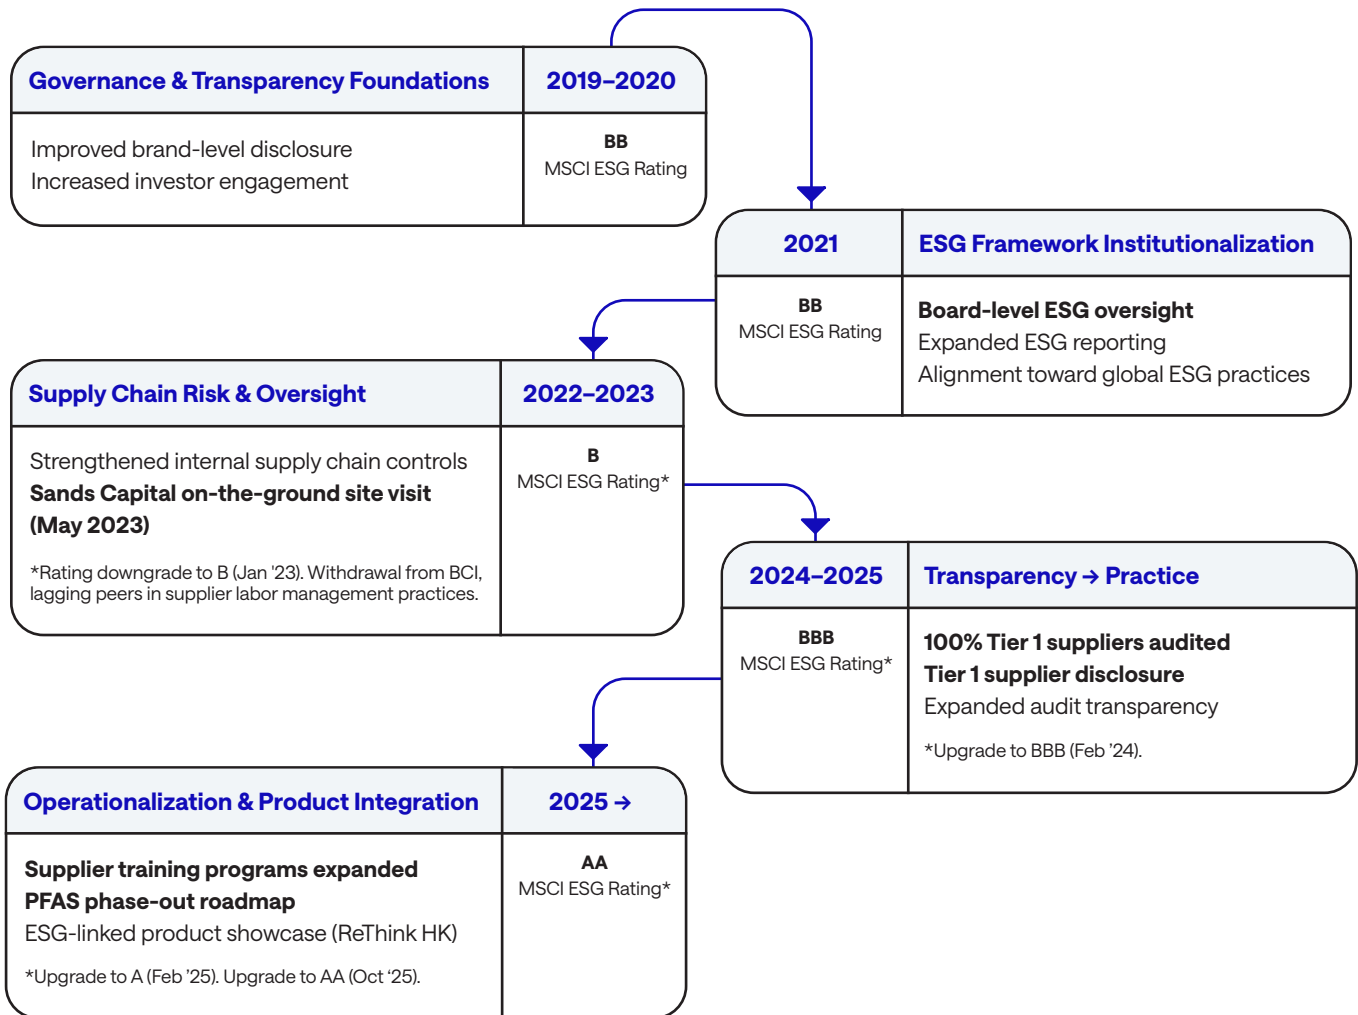 Governance & Transparency Foundations
2019–2020
Improved brand-level disclosure
Increased investor engagement
BB
MSCI ESG Rating
2021
ESG Framework Institutionalization
BB
MSCI ESG Rating
Board-level ESG oversight
Expanded ESG reporting
Alignment toward global ESG practices
Supply Chain Risk & Oversight
2022–2023
Strengthened internal supply chain controls
Sands Capital on-the-ground site visit
(May 2023)
*Rating downgrade to B (Jan '23). Withdrawal from BCI,
lagging peers in supplier labor management practices.
B
MSCI ESG Rating*
2024–2025
Transparency → Practice
BBB
MSCI ESG Rating*
100% Tier 1 suppliers audited
Tier 1 supplier disclosure
Expanded audit transparency
*Upgrade to BBB (Feb ’24).
Operationalization & Product Integration
2025 →
Supplier training programs expanded
PFAS phase-out roadmap
ESG-linked product showcase (ReThink HK)
*Upgrade to A (Feb ’25). Upgrade to AA (Oct ‘25).
AA
MSCI ESG Rating*